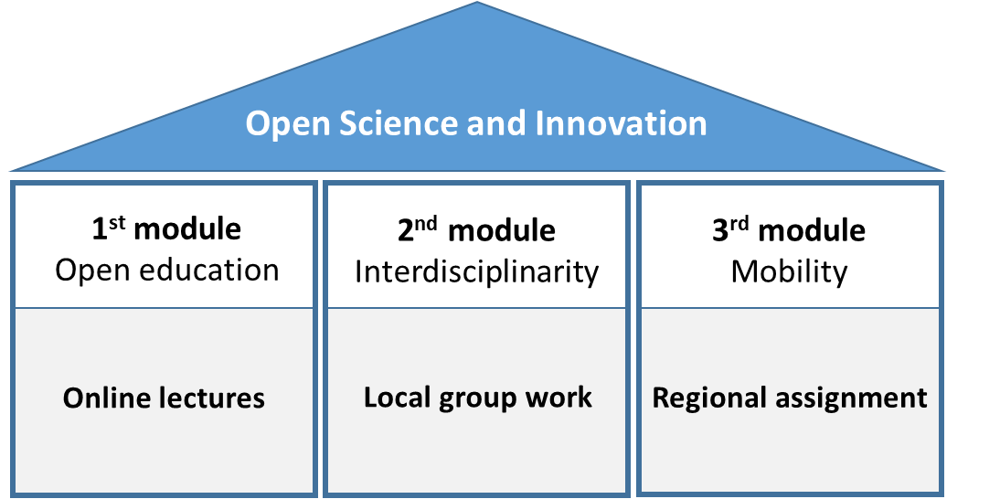 Open Science and Innovation
1st module
Open education
Online lectures
2nd module
Interdisciplinarity
Local group work
3rd module
Mobility
Regional assignment